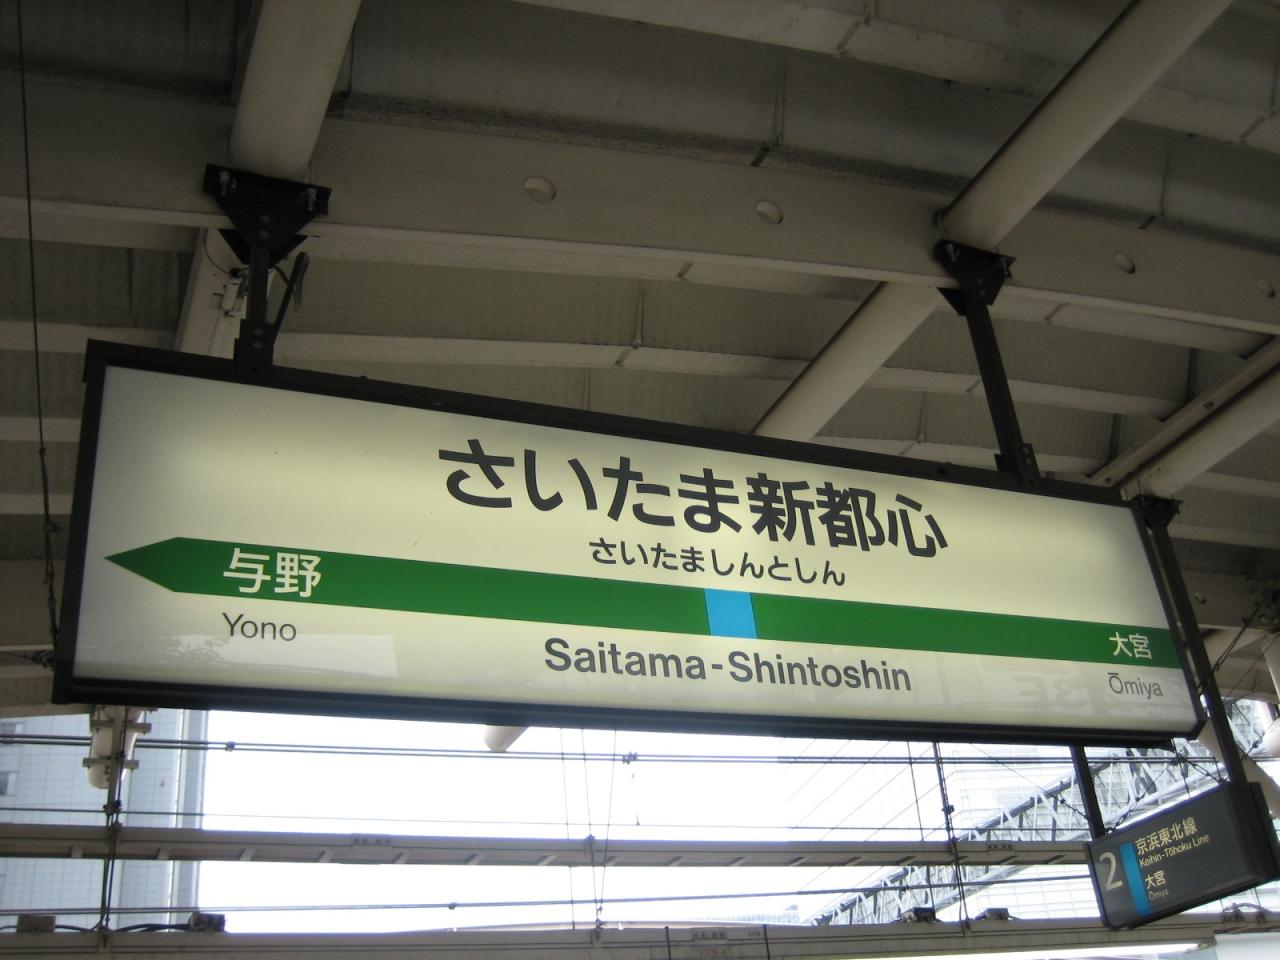 さいたま新都心
さいたましんとしん
与野
大宮
Yono
Saitama-Shintoshin
Ōmiya
2
京浜東北線
Keihin-Tōhoku Line
大宮
Ōmiya